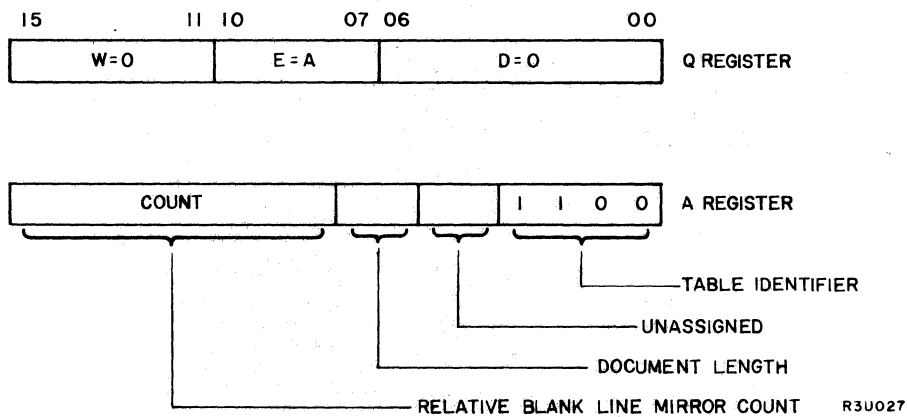 15 11 10 07 06 00
W=0 E=A D=0 Q REGISTER
COUNT 1 1 0 0 A REGISTER
TABLE IDENTIFIER
UNASSIGNED
DOCUMENT LENGTH
RELATIVE BLANK LINE MIRROR COUNT R3U027